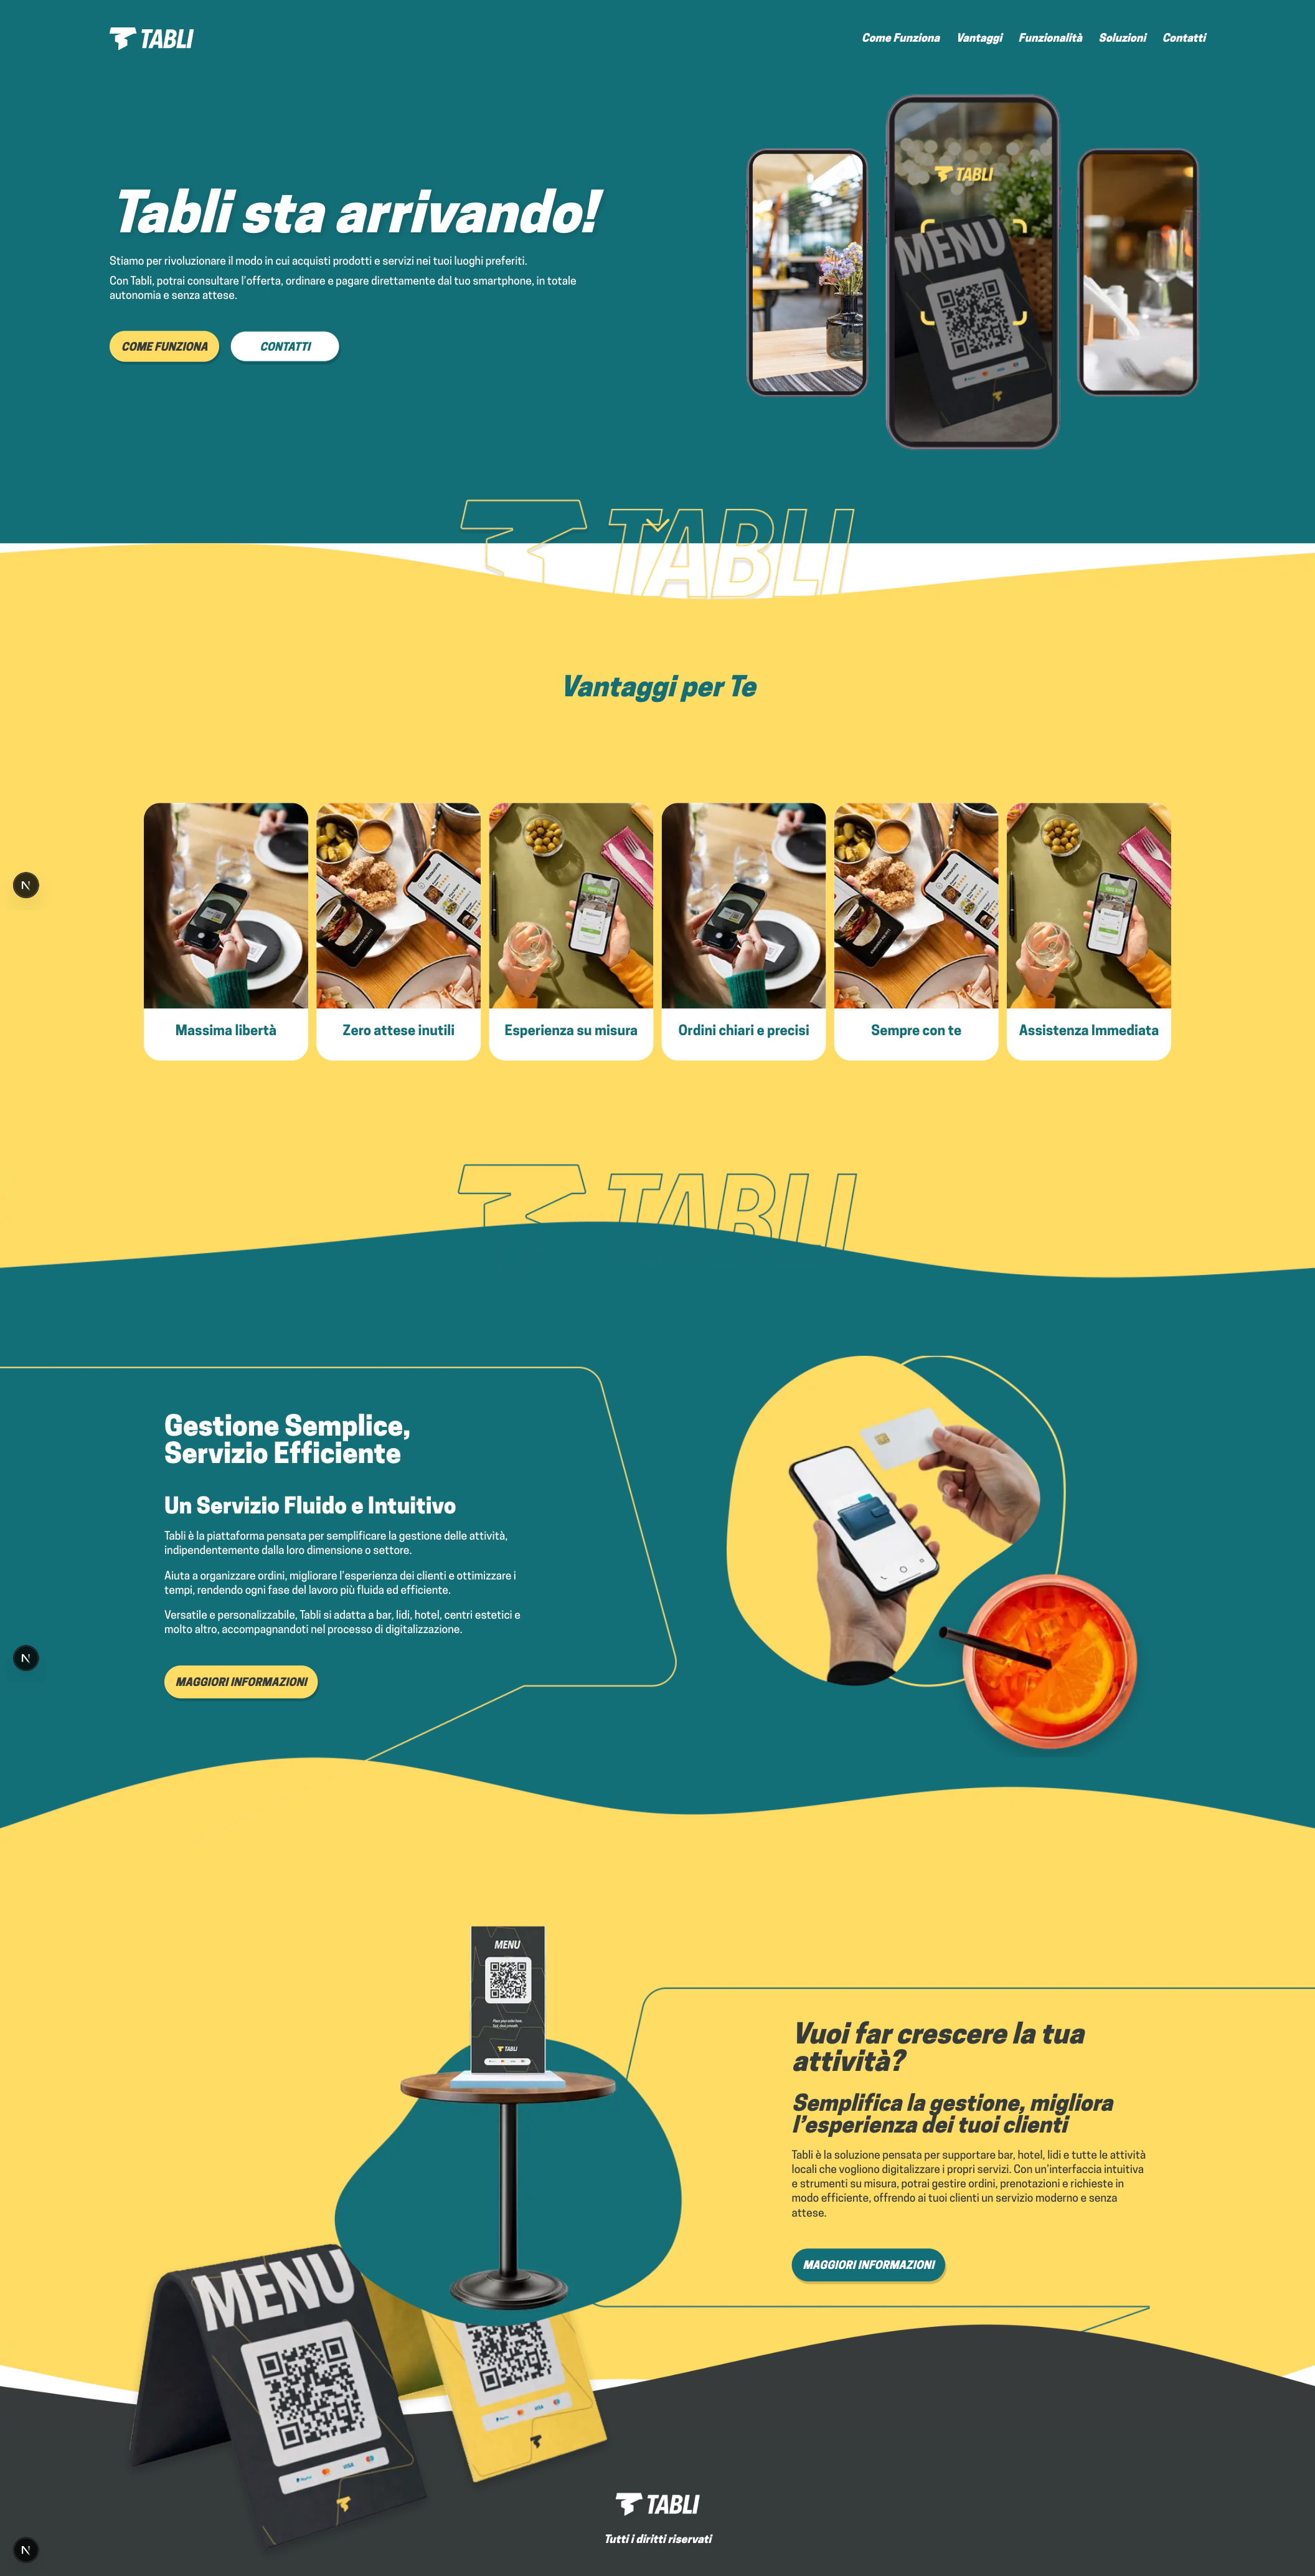 TABLI
Come Funziona
Vantaggi
Funzionalità
Soluzioni
Contatti
TABLI
MENU
Tabli sta arrivando!
Stiamo per rivoluzionare il modo in cui acquisti prodotti e servizi nei tuoi luoghi preferiti.
Con Tabli, potrai consultare l'offerta, ordinare e pagare direttamente dal tuo smartphone, in totale
autonomia e senza attese.
COME FUNZIONA
CONTATTI
TABLI
Vantaggi per Te
Massima libertà
Zero attese inutili
Esperienza su misura
Ordini chiari e precisi
Sempre con te
Assistenza Immediata
N
TABLI
Gestione Semplice,
Servizio Efficiente
Un Servizio Fluido e Intuitivo
Tabli è la piattaforma pensata per semplificare la gestione delle attività,
indipendentemente dalla loro dimensione o settore.
Aiuta a organizzare ordini, migliorare l'esperienza dei clienti e ottimizzare i
tempi, rendendo ogni fase del lavoro più fluida ed efficiente.
Versatile e personalizzabile, Tabli si adatta a bar, lidi, hotel, centri estetici e
molto altro, accompagnandoti nel processo di digitalizzazione.
N
MAGGIORI INFORMAZIONI
MENU
TABLI
Vuoi far crescere la tua
attività?
Semplifica la gestione, migliora
l'esperienza dei tuoi clienti
Tabli è la soluzione pensata per supportare bar, hotel, lidi e tutte le attività
locali che vogliono digitalizzare i propri servizi. Con un'interfaccia intuitiva
e strumenti su misura, potrai gestire ordini, prenotazioni e richieste in
modo efficiente, offrendo ai tuoi clienti un servizio moderno e senza
attese.
MAGGIORI INFORMAZIONI
MENU
PayPal
VISA
PayPal
VISA
TABLI
Tutti i diritti riservati
N